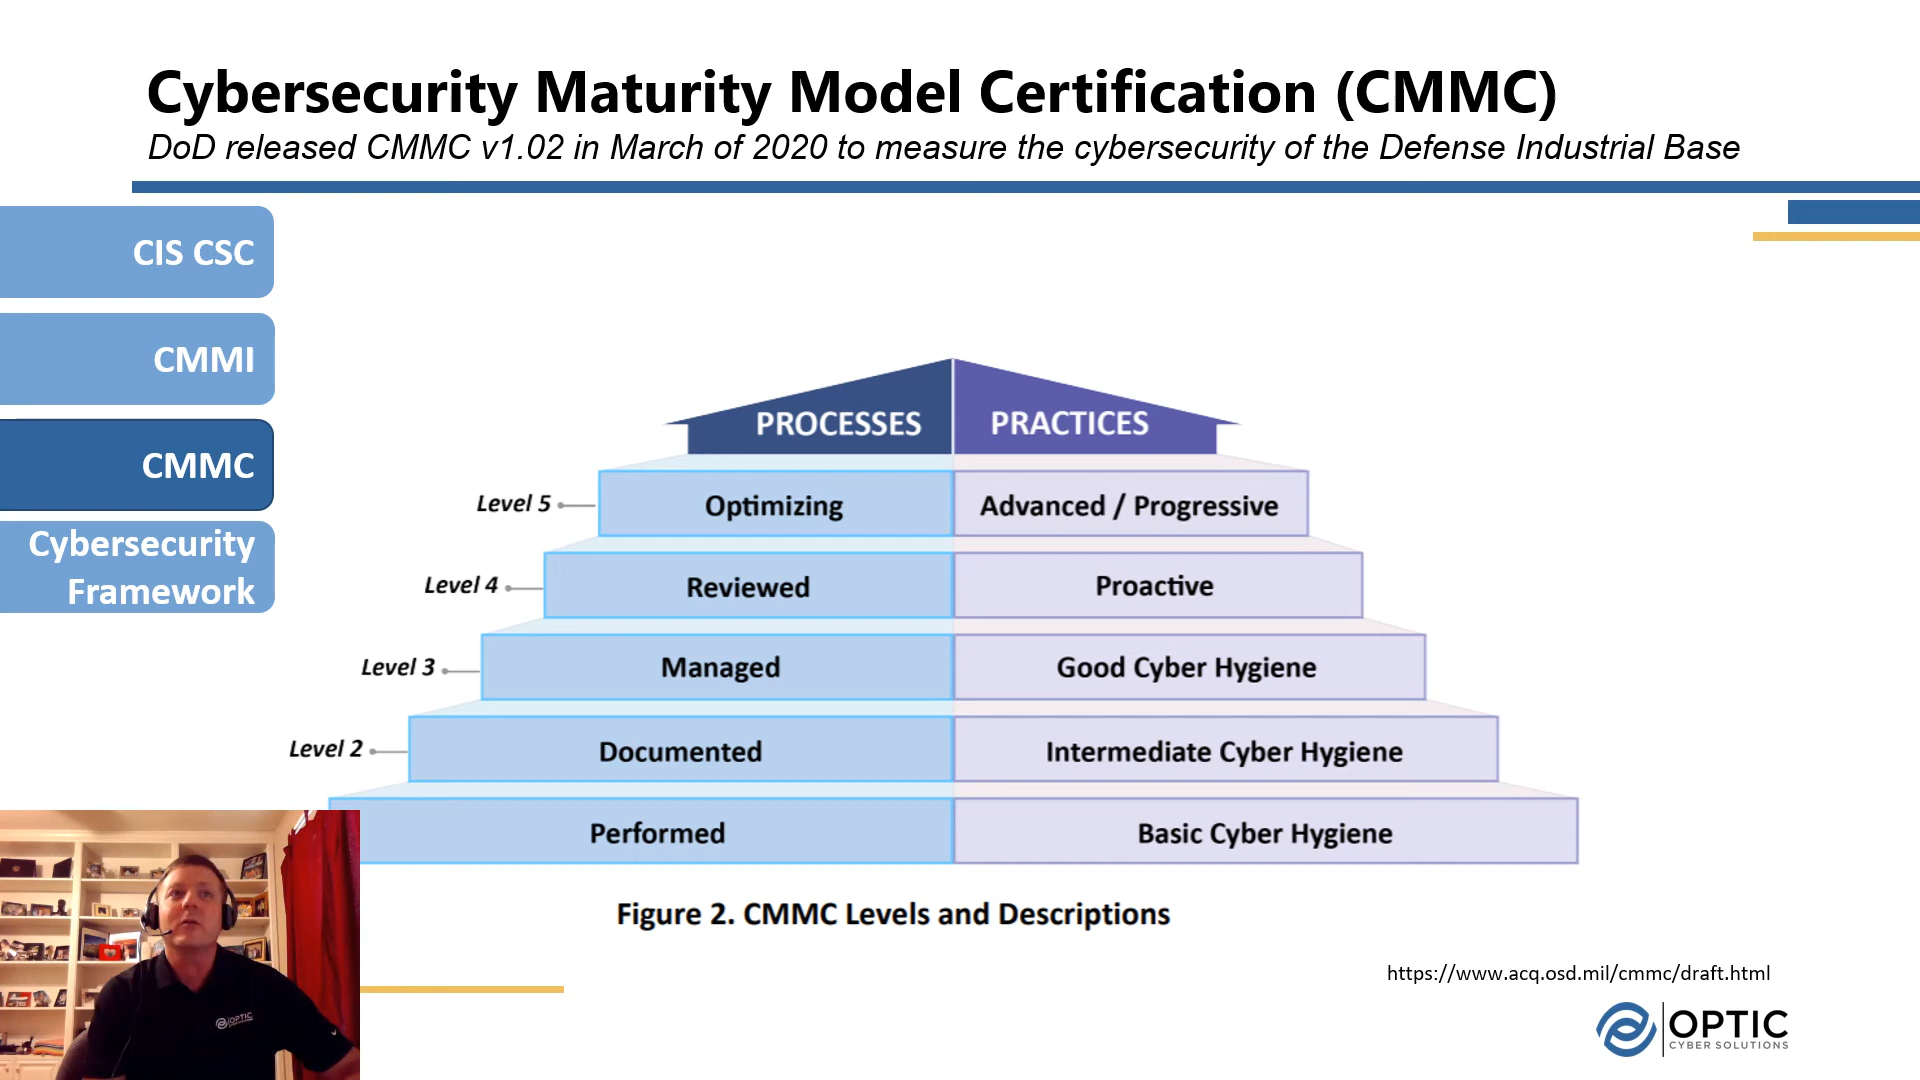 Cybersecurity Maturity Model Certification (CMMC)
DoD released CMMC v1.02 in March of 2020 to measure the cybersecurity of the Defense Industrial Base
CIS CSC
CMMI
CMMC
Cybersecurity
Framework
PROCESSES PRACTICES
Level 5 Optimizing Advanced / Progressive
Level 4 Reviewed Proactive
Level 3 Managed Good Cyber Hygiene
Level 2 Documented Intermediate Cyber Hygiene
Performed Basic Cyber Hygiene
Figure 2. CMMC Levels and Descriptions
https://www.acq.osd.mil/cmmc/draft.html
OPTIC
CYBER SOLUTIONS
OPTIC